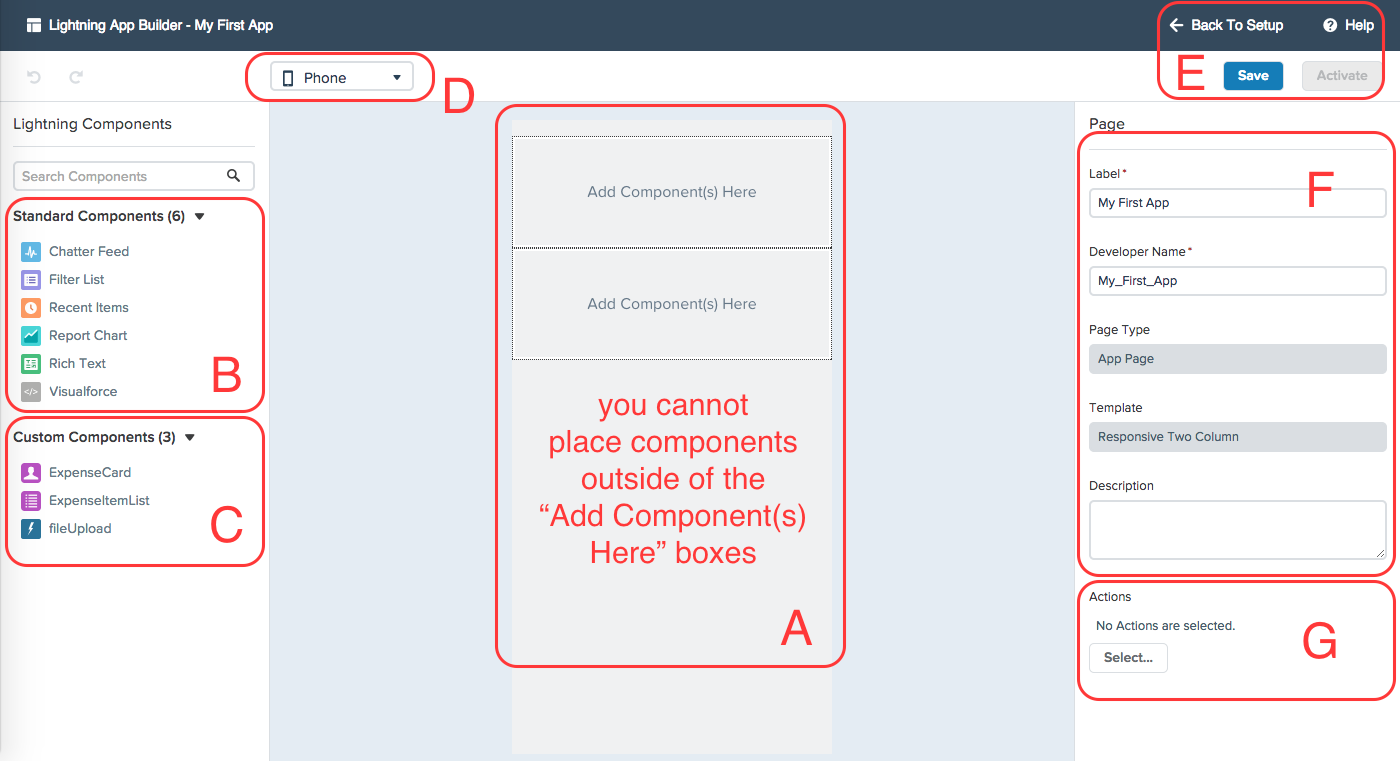 Lightning App Builder - My First App
Back To Setup
Help
E
Save
Activate
Phone
D
Lightning Components
Search Components
Standard Components (6)
Chatter Feed
Filter List
Recent Items
Report Chart
Rich Text
Visualforce
B
Custom Components (3)
ExpenseCard
ExpenseItemList
fileUpload
C
Add Component(s) Here
Add Component(s) Here
you cannot
place components
outside of the
“Add Component(s)
Here” boxes
A
Page
F
Label*
My First App
Developer Name*
My_First_App
Page Type
App Page
Template
Responsive Two Column
Description
Actions
No Actions are selected.
Select...
G